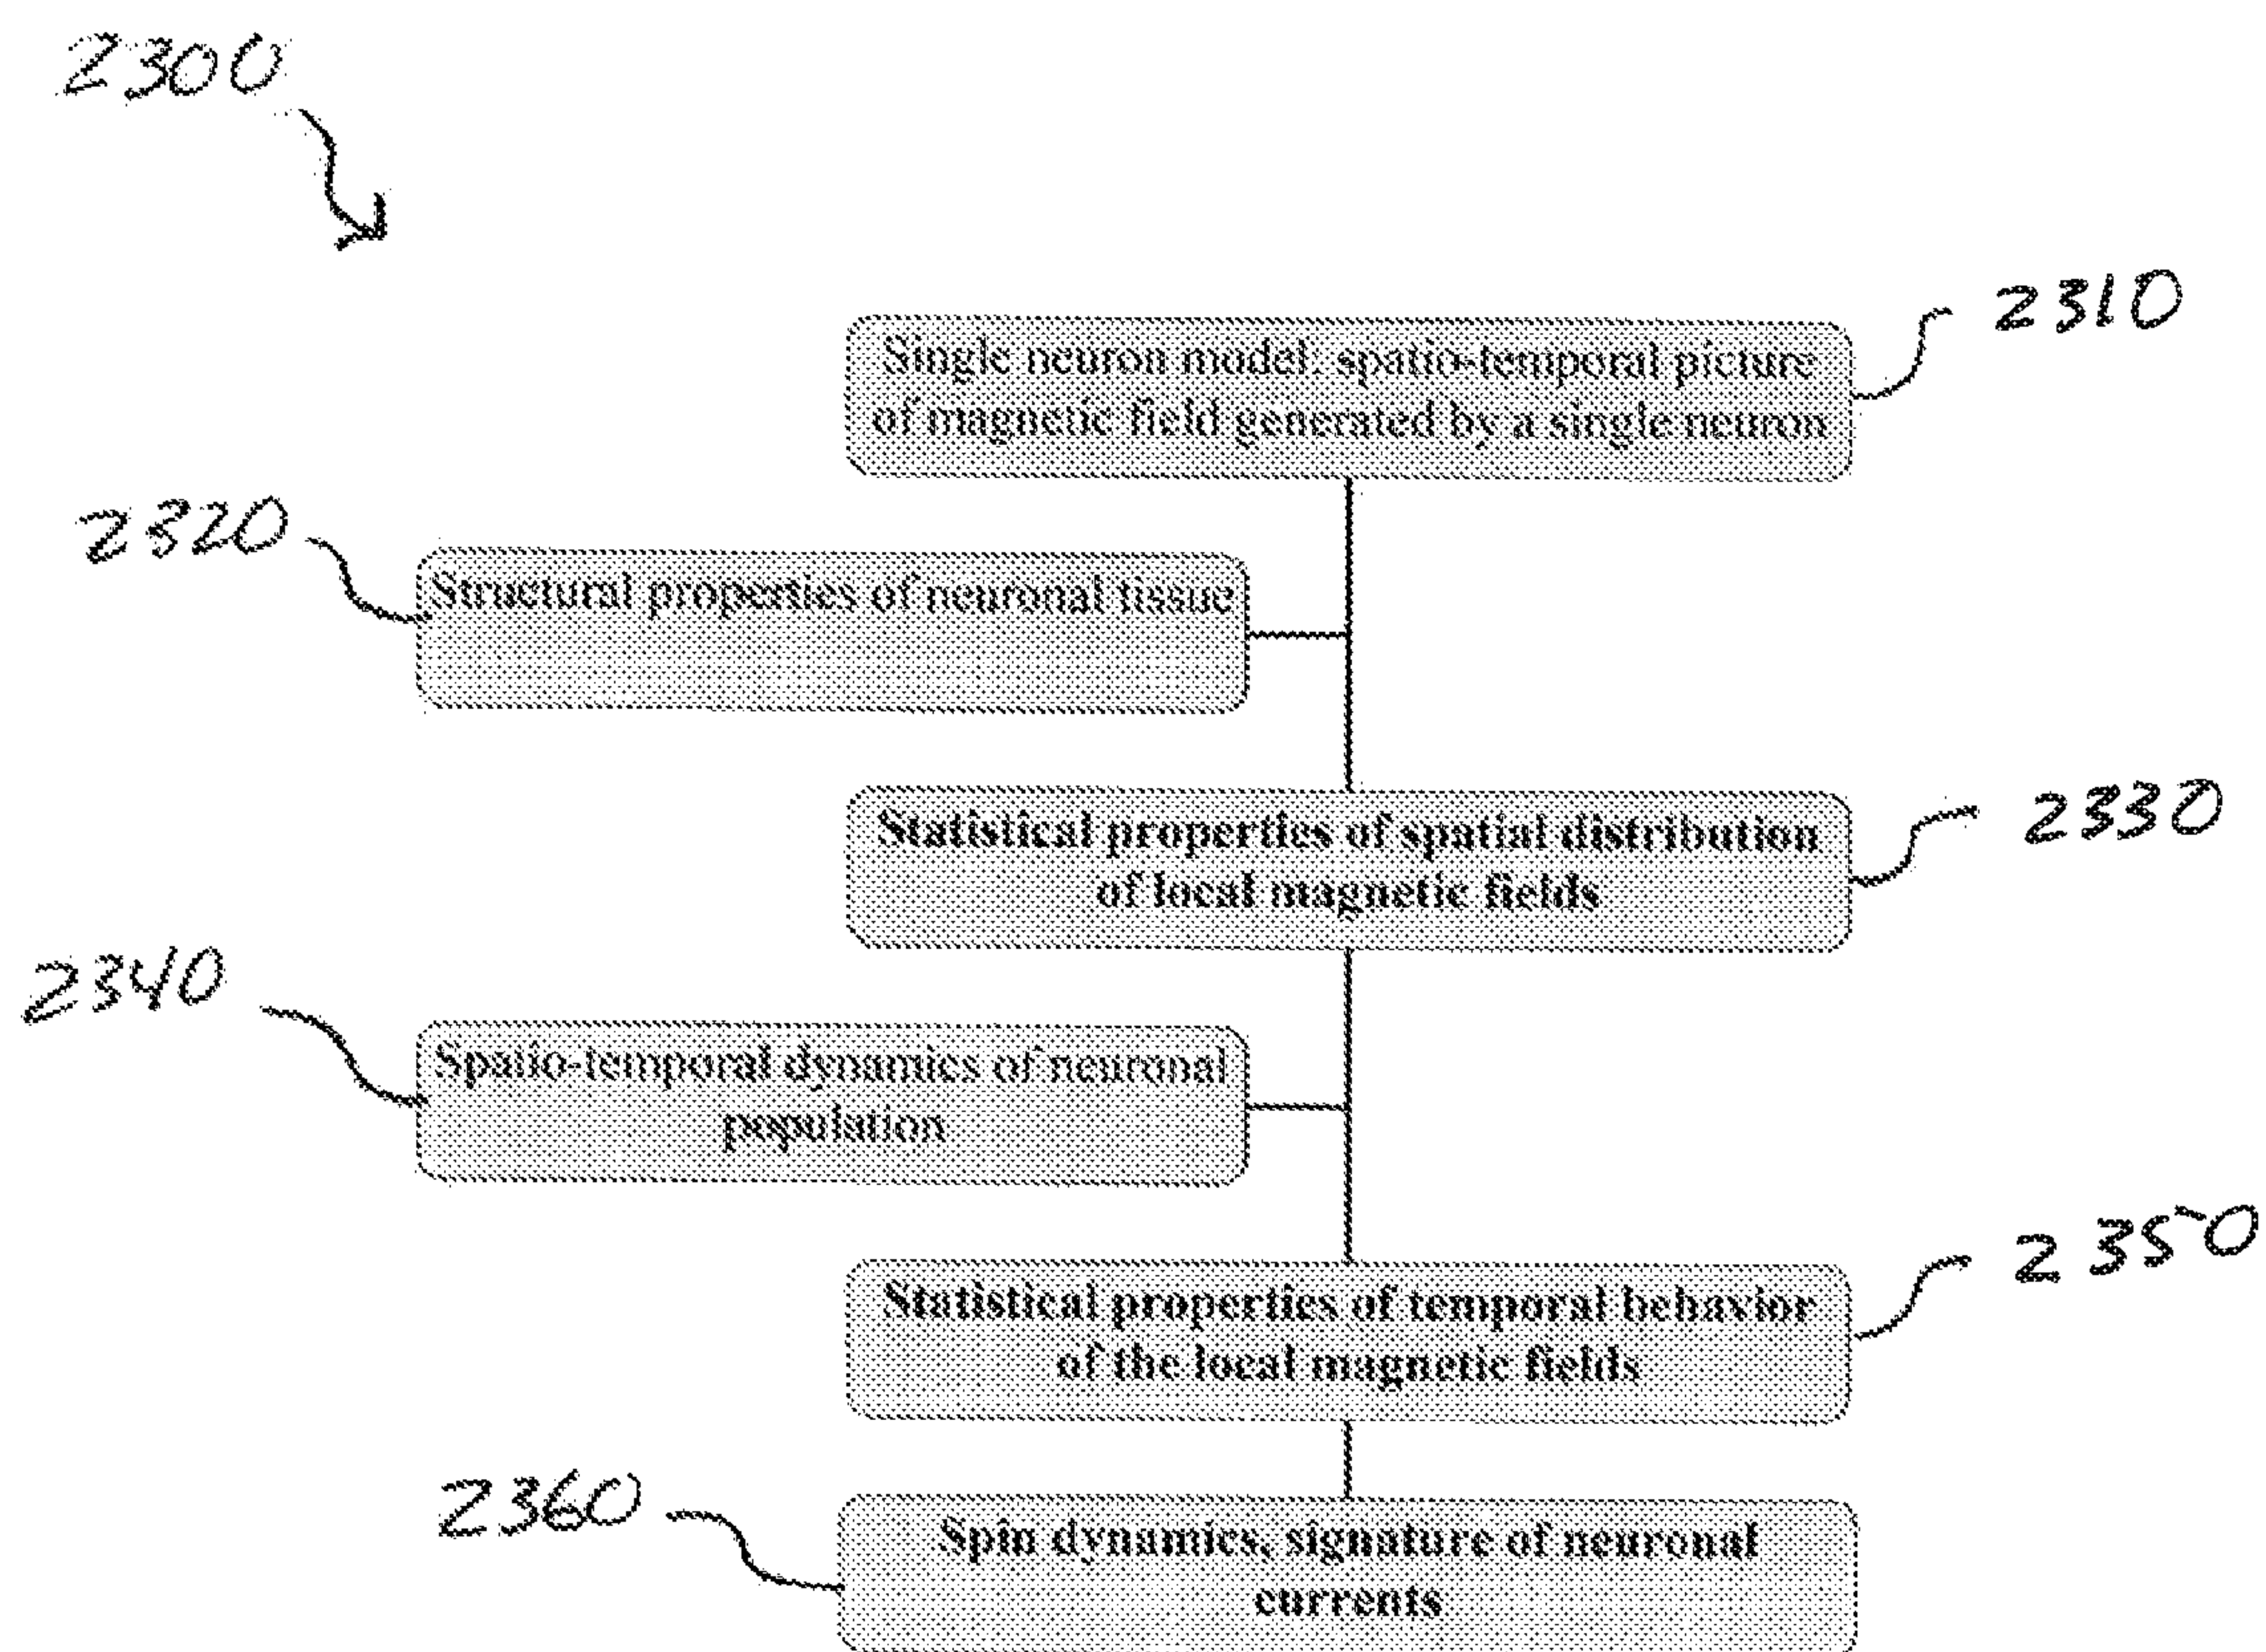 2300
2310
Single neuron model: spatio-temporal picture
of magnetic field generated by a single neuron
2320
Structural properties of neuronal tissue
2330
Statistical properties of spatial distribution
of local magnetic fields
2340
Spatio-temporal dynamics of neuronal
population
2350
Statistical properties of temporal behavior
of the local magnetic fields
2360
Spin dynamics, signature of neuronal
currents